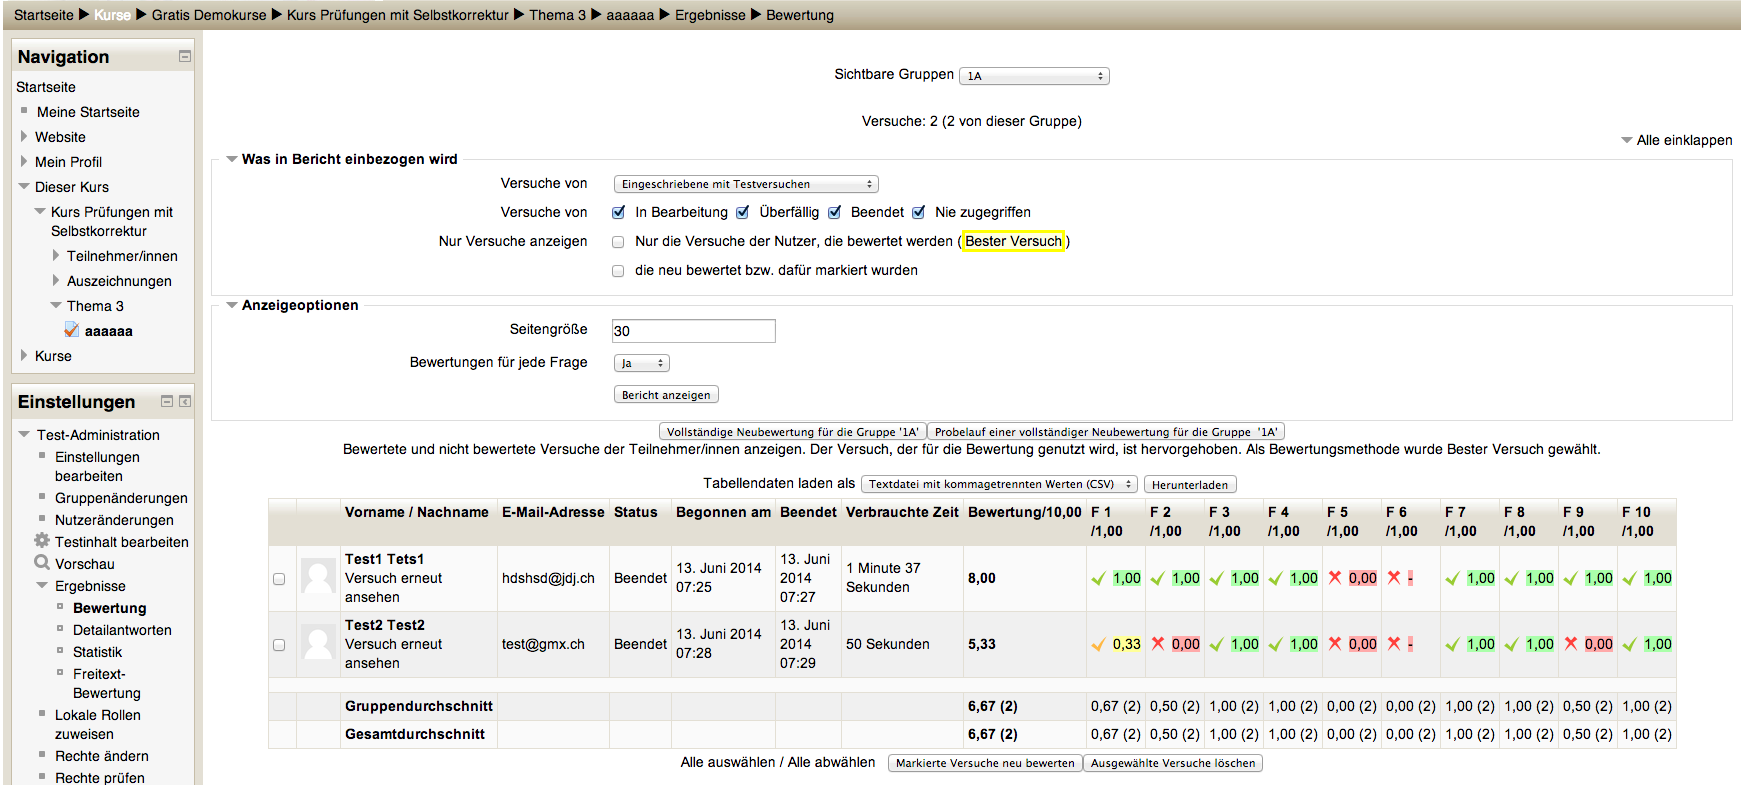 Startseite ▶ Kurse ▶ Gratis Demokurse ▶ Kurs Prüfungen mit Selbstkorrektur ▶ Thema 3 ▶ aaaaaa ▶ Ergebnisse ▶ Bewertung
Navigation
Startseite
Meine Startseite
Website
Mein Profil
Dieser Kurs
Kurs Prüfungen mit
Selbstkorrektur
Teilnehmer/innen
Auszeichnungen
Thema 3
aaaaaa
Kurse
Einstellungen
Test-Administration
Einstellungen
bearbeiten
Gruppenänderungen
Nutzeränderungen
Testinhalt bearbeiten
Vorschau
Ergebnisse
Bewertung
Detailantworten
Statistik
Freitext-
Bewertung
Lokale Rollen
zuweisen
Rechte ändern
Rechte prüfen
Sichtbare Gruppen 1A
Versuche: 2 (2 von dieser Gruppe)
Alle einklappen
Was in Bericht einbezogen wird
Versuche von Eingeschriebene mit Testversuchen
Versuche von In Bearbeitung Überfällig Beendet Nie zugegriffen
Nur Versuche anzeigen Nur die Versuche der Nutzer, die bewertet werden (Bester Versuch)
die neu bewertet bzw. dafür markiert wurden
Anzeigeoptionen
Seitengröße 30
Bewertungen für jede Frage Ja
Bericht anzeigen
Vollständige Neubewertung für die Gruppe '1A' Probelauf einer vollständiger Neubewertung für die Gruppe '1A'
Bewertete und nicht bewertete Versuche der Teilnehmer/innen anzeigen. Der Versuch, der für die Bewertung genutzt wird, ist hervorgehoben. Als Bewertungsmethode wurde Bester Versuch gewählt.
Tabellendaten laden als Textdatei mit kommagetrennten Werten (CSV) Herunterladen
Vorname / Nachname E-Mail-Adresse Status Begonnen am Beendet Verbrauchte Zeit Bewertung/10,00 F 1 F 2 F 3 F 4 F 5 F 6 F 7 F 8 F 9 F 10
/1,00 /1,00 /1,00 /1,00 /1,00 /1,00 /1,00 /1,00 /1,00 /1,00
Test1 Tets1
Versuch erneut
ansehen
hdshsd@jdj.ch
Beendet
13. Juni 2014
07:25
13. Juni
2014
07:27
1 Minute 37
Sekunden
8,00 1,00 1,00 1,00 1,00 0,00 - 1,00 1,00 1,00 1,00
Test2 Test2
Versuch erneut
ansehen
test@gmx.ch
Beendet
13. Juni 2014
07:28
13. Juni
2014
07:29
50 Sekunden
5,33 0,33 0,00 1,00 1,00 0,00 - 1,00 1,00 0,00 1,00
Gruppendurchschnitt 6,67 (2) 0,67 (2) 0,50 (2) 1,00 (2) 1,00 (2) 0,00 (2) 0,00 (2) 1,00 (2) 1,00 (2) 0,50 (2) 1,00 (2)
Gesamtdurchschnitt 6,67 (2) 0,67 (2) 0,50 (2) 1,00 (2) 1,00 (2) 0,00 (2) 0,00 (2) 1,00 (2) 1,00 (2) 0,50 (2) 1,00 (2)
Alle auswählen / Alle abwählen Markierte Versuche neu bewerten Ausgewählte Versuche löschen